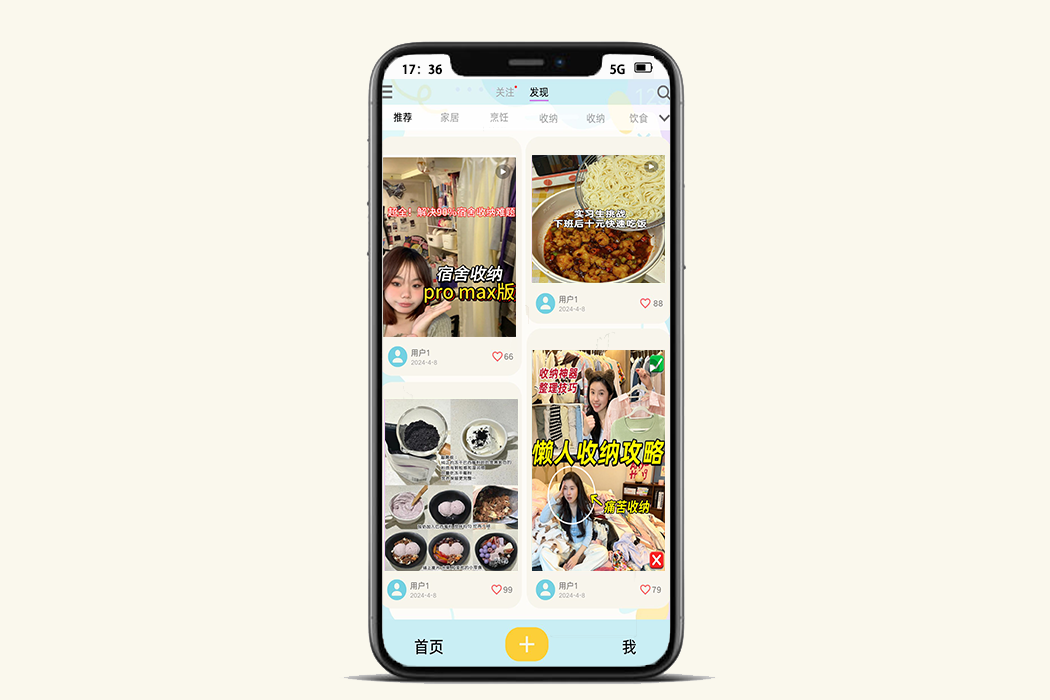 17：36
5G
关注
发现
推荐
家居
烹饪
收纳
收纳
饮食
超全！解决90%宿舍收纳难题
宿舍收纳
pro max版
用户1
2024-4-8
66
实习生挑战
下班后十元快速吃饭
用户1
2024-4-8
88
用户1
2024-4-8
99
收纳神器
整理技巧
懒人收纳攻略
痛苦收纳
用户1
2024-4-8
79
首页
+
我